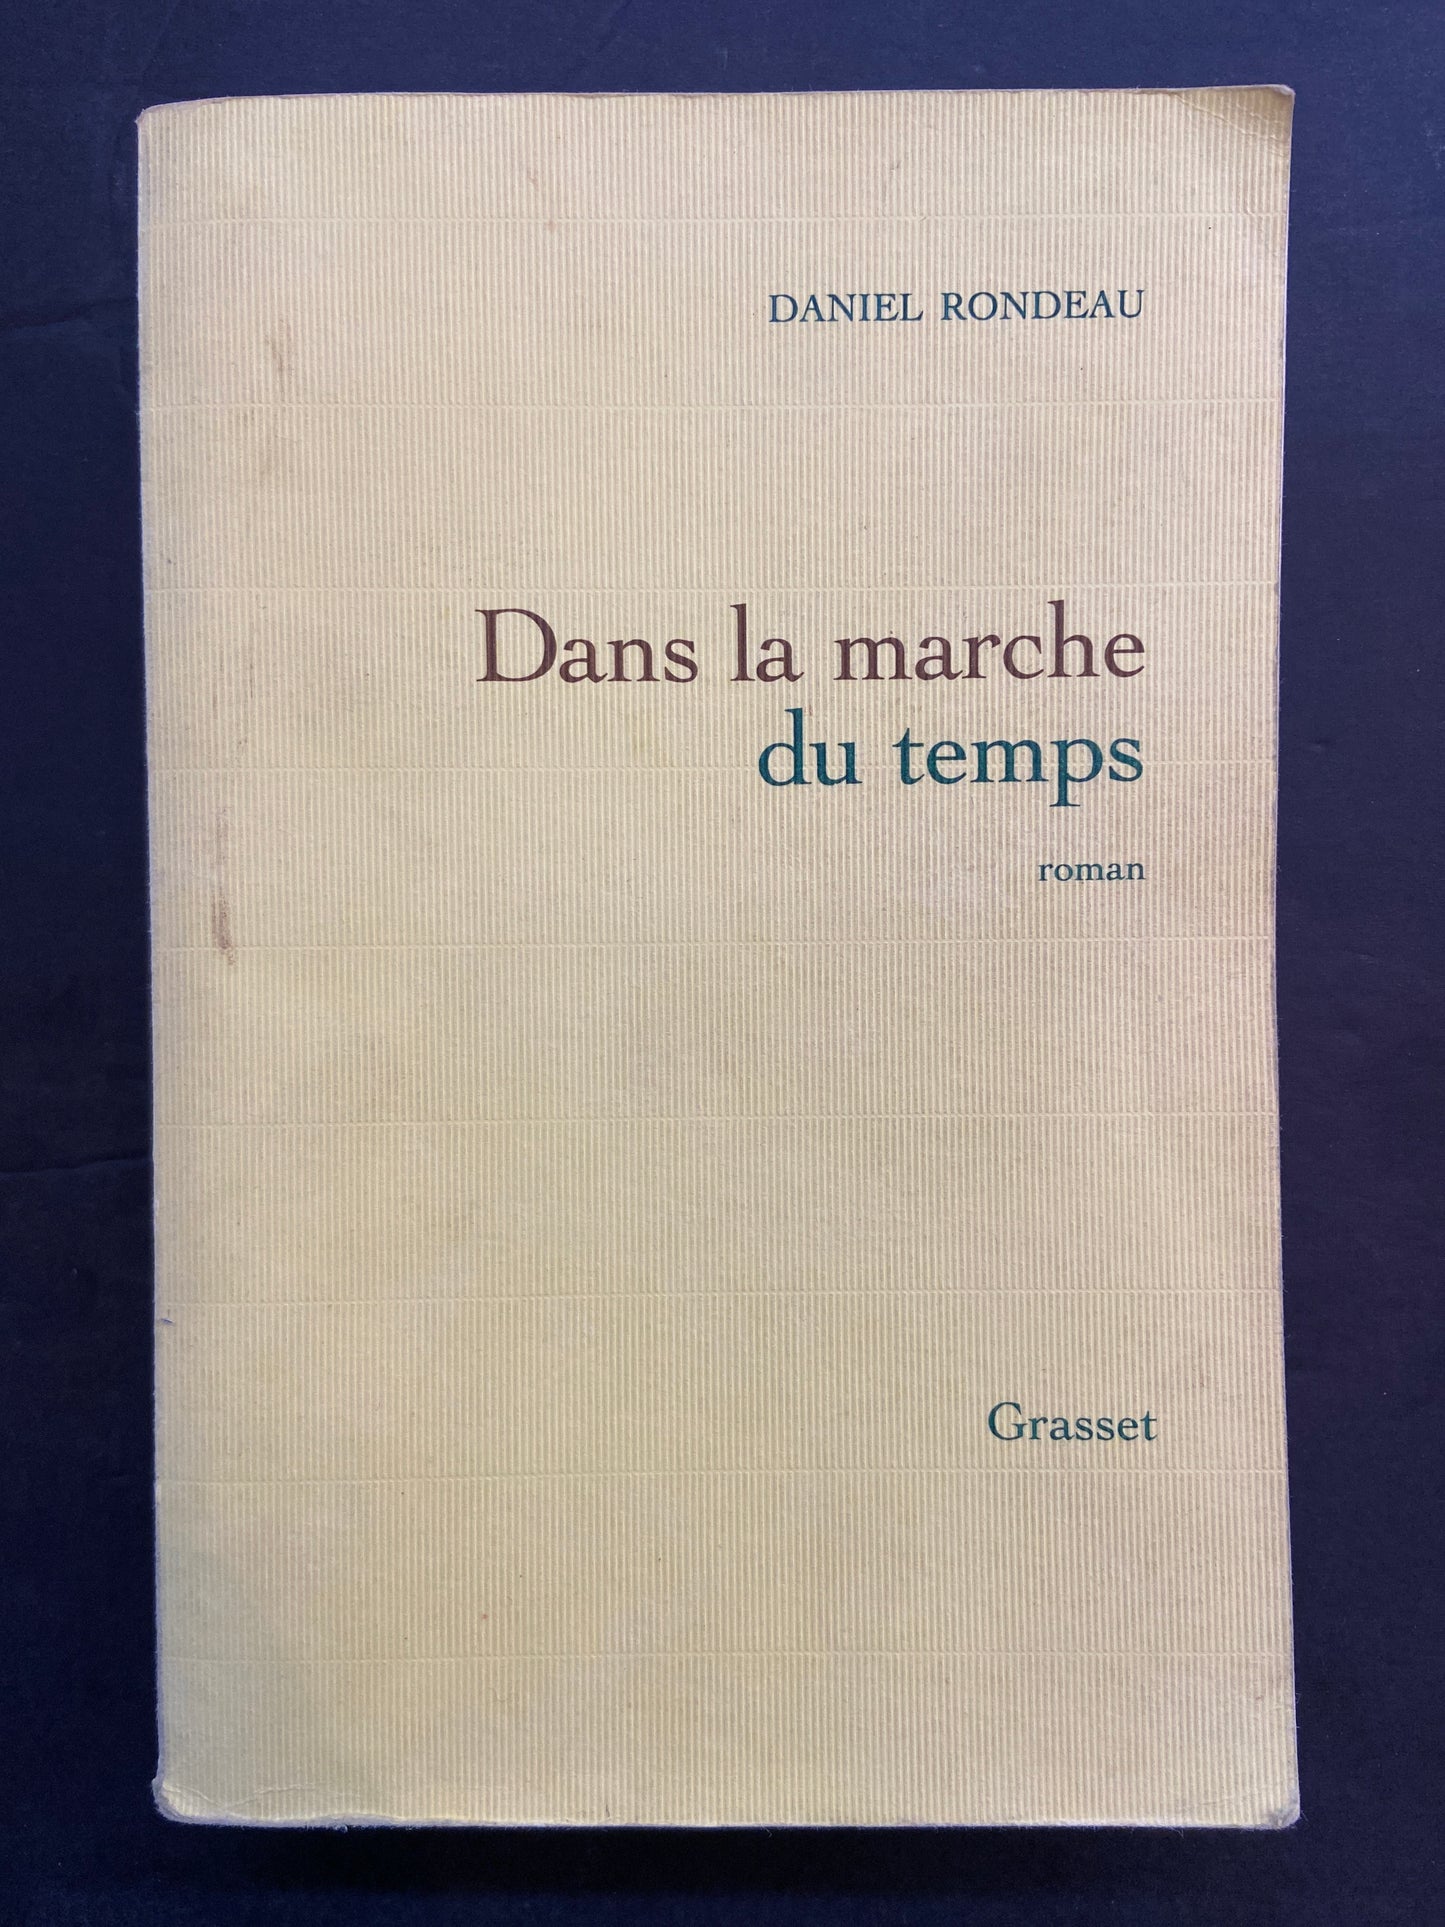 DANIEL RONDEAU
Dans la marche
du temps
roman
Grasset